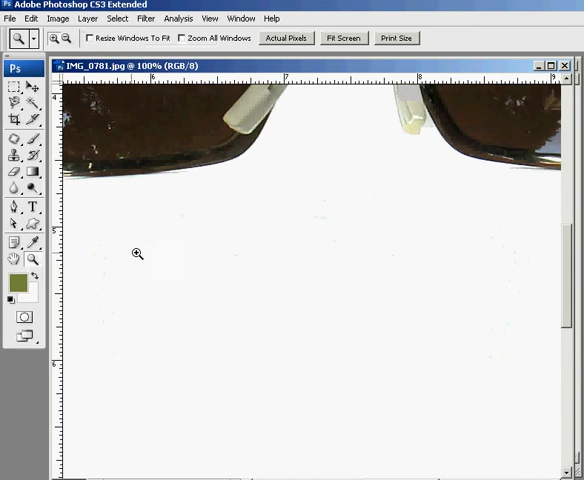 Ps Adobe Photoshop CS3 Extended
File Edit Image Layer Select Filter Analysis View Window Help
Resize Windows To Fit Zoom All Windows Actual Pixels Fit Screen Print Size
Ps
IMG_0781.jpg @ 100% (RGB/8)
6 7 8 9
4
5
6
T